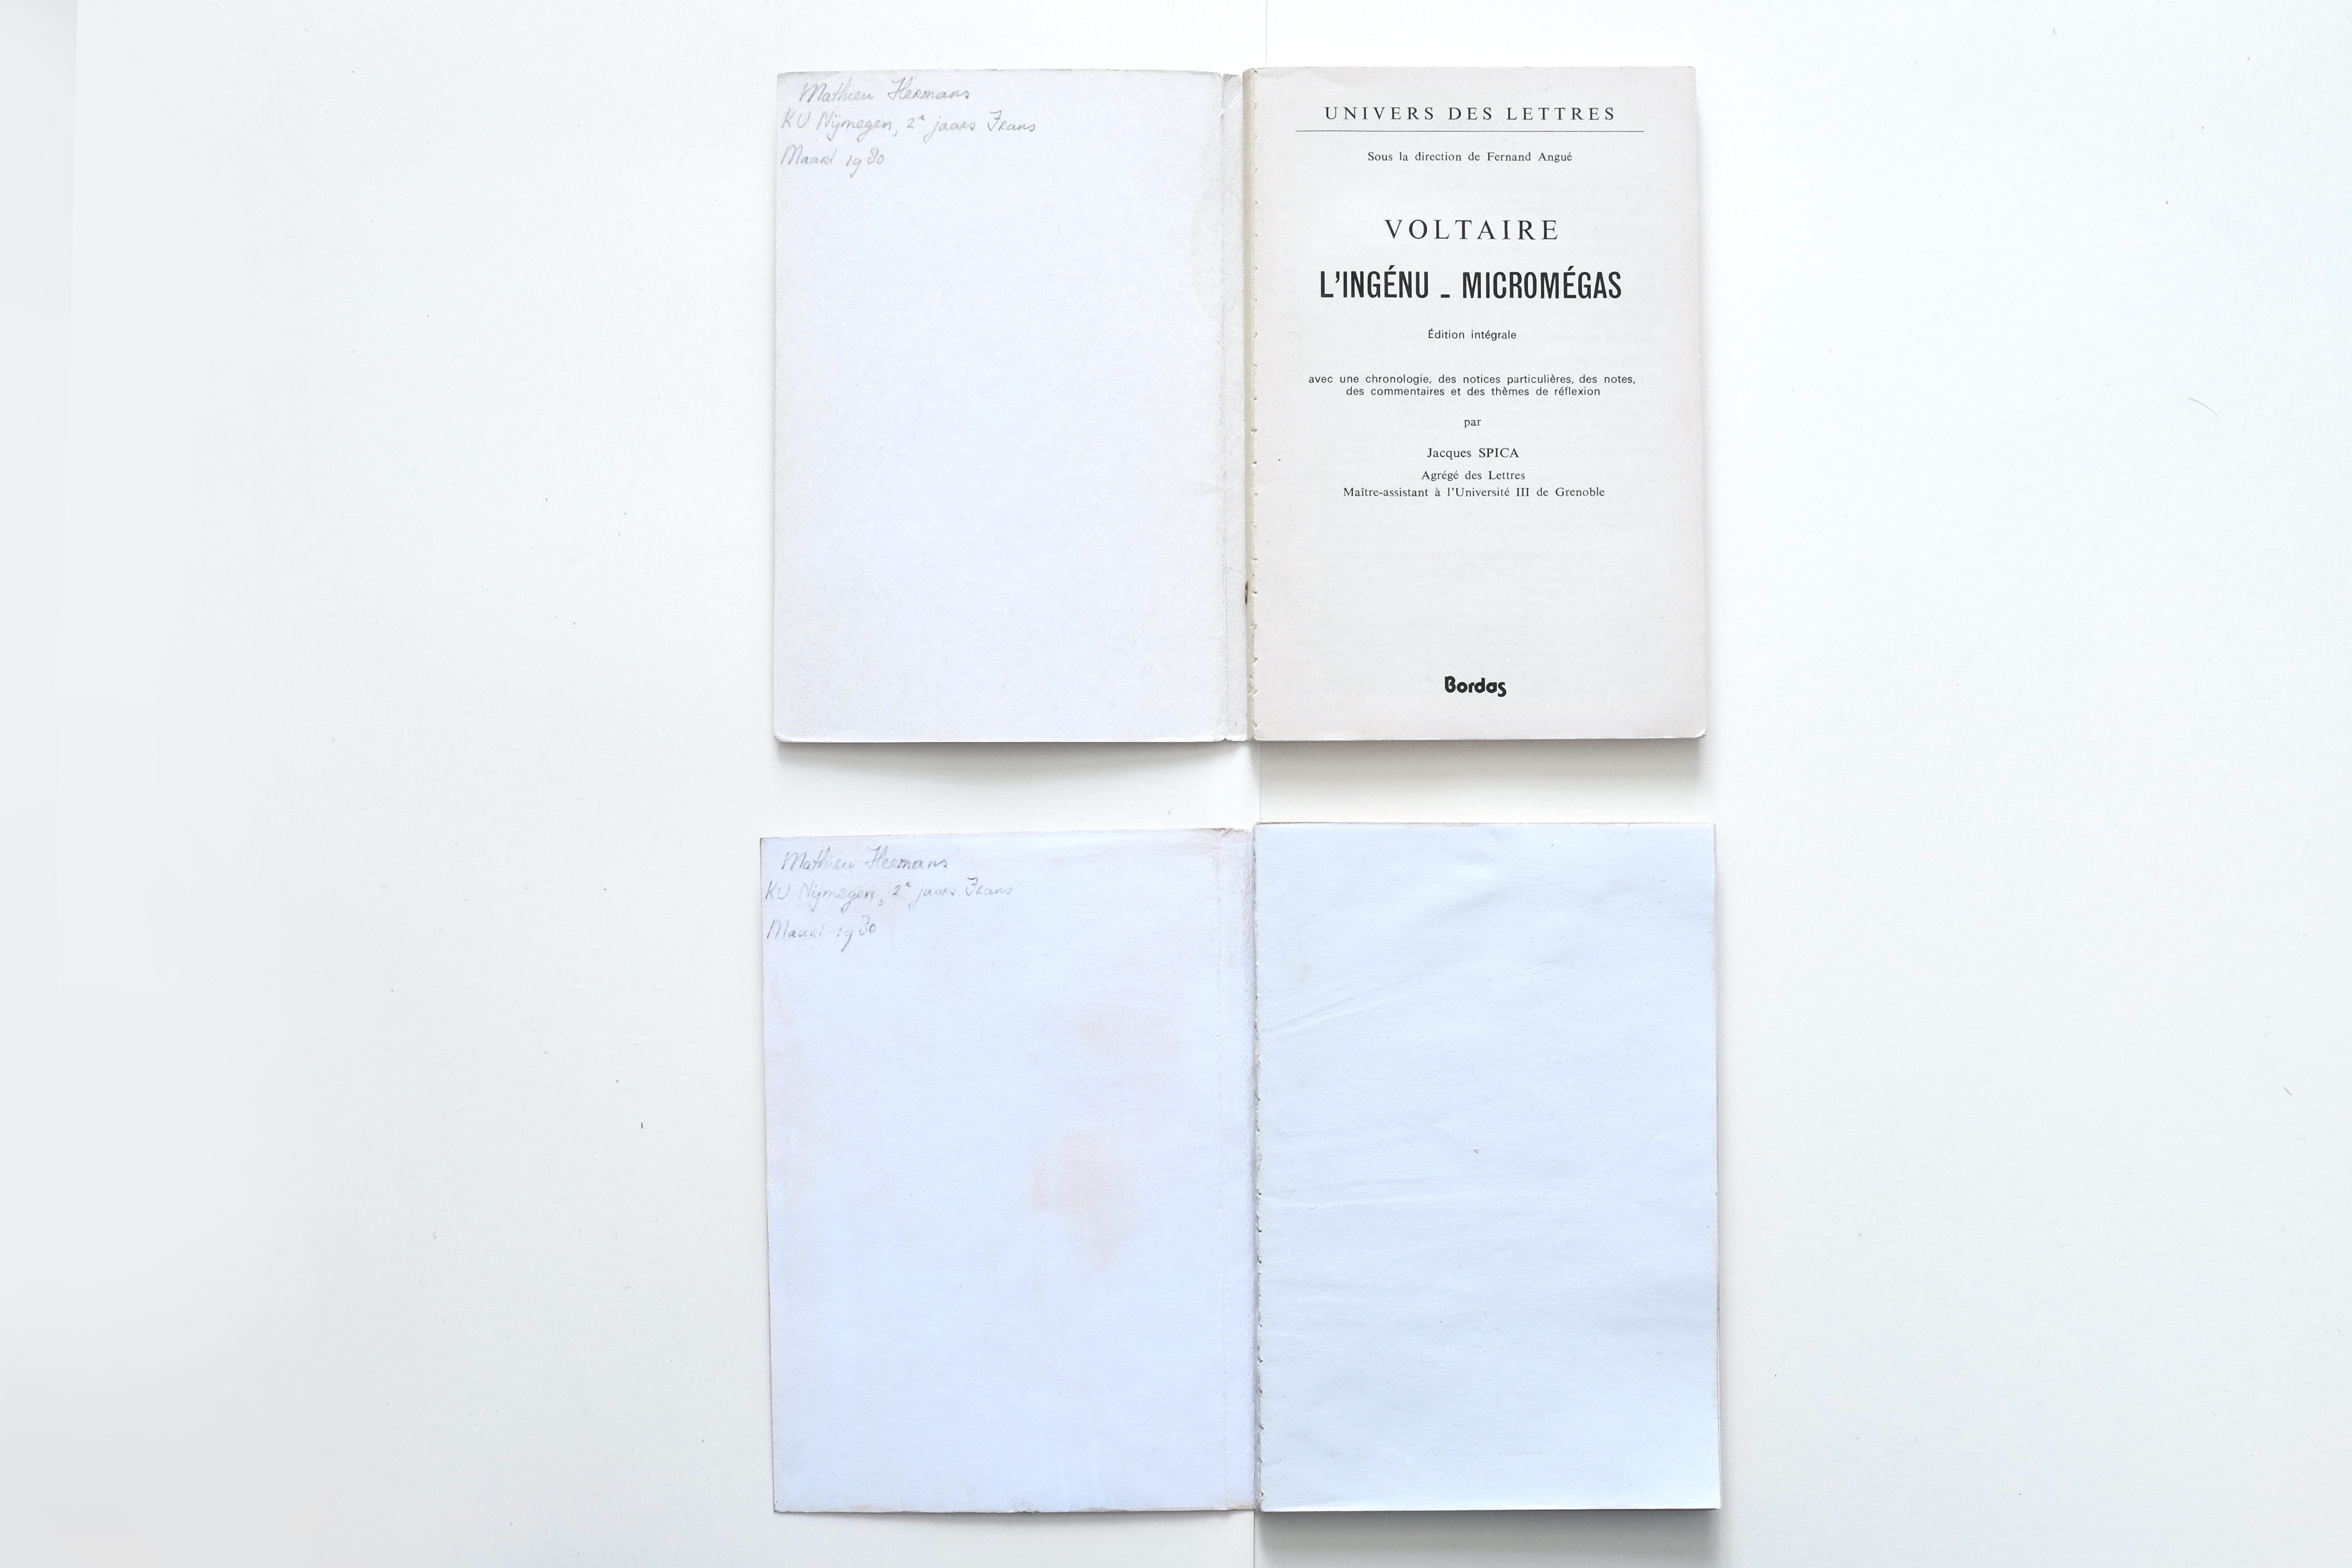 Mathieu Hermans
KU Nijmegen, 2e jaars Frans
Maart 1980
UNIVERS DES LETTRES
Sous la direction de Fernand Angué
VOLTAIRE
L'INGÉNU - MICROMÉGAS
Édition intégrale
avec une chronologie, des notices particulières, des notes,
des commentaires et des thèmes de réflexion
par
Jacques SPICA
Agrégé des Lettres
Maître-assistant à l'Université III de Grenoble
Bordas
Mathieu Hermans
KU Nijmegen, 2e jaars Frans
Maart 1980